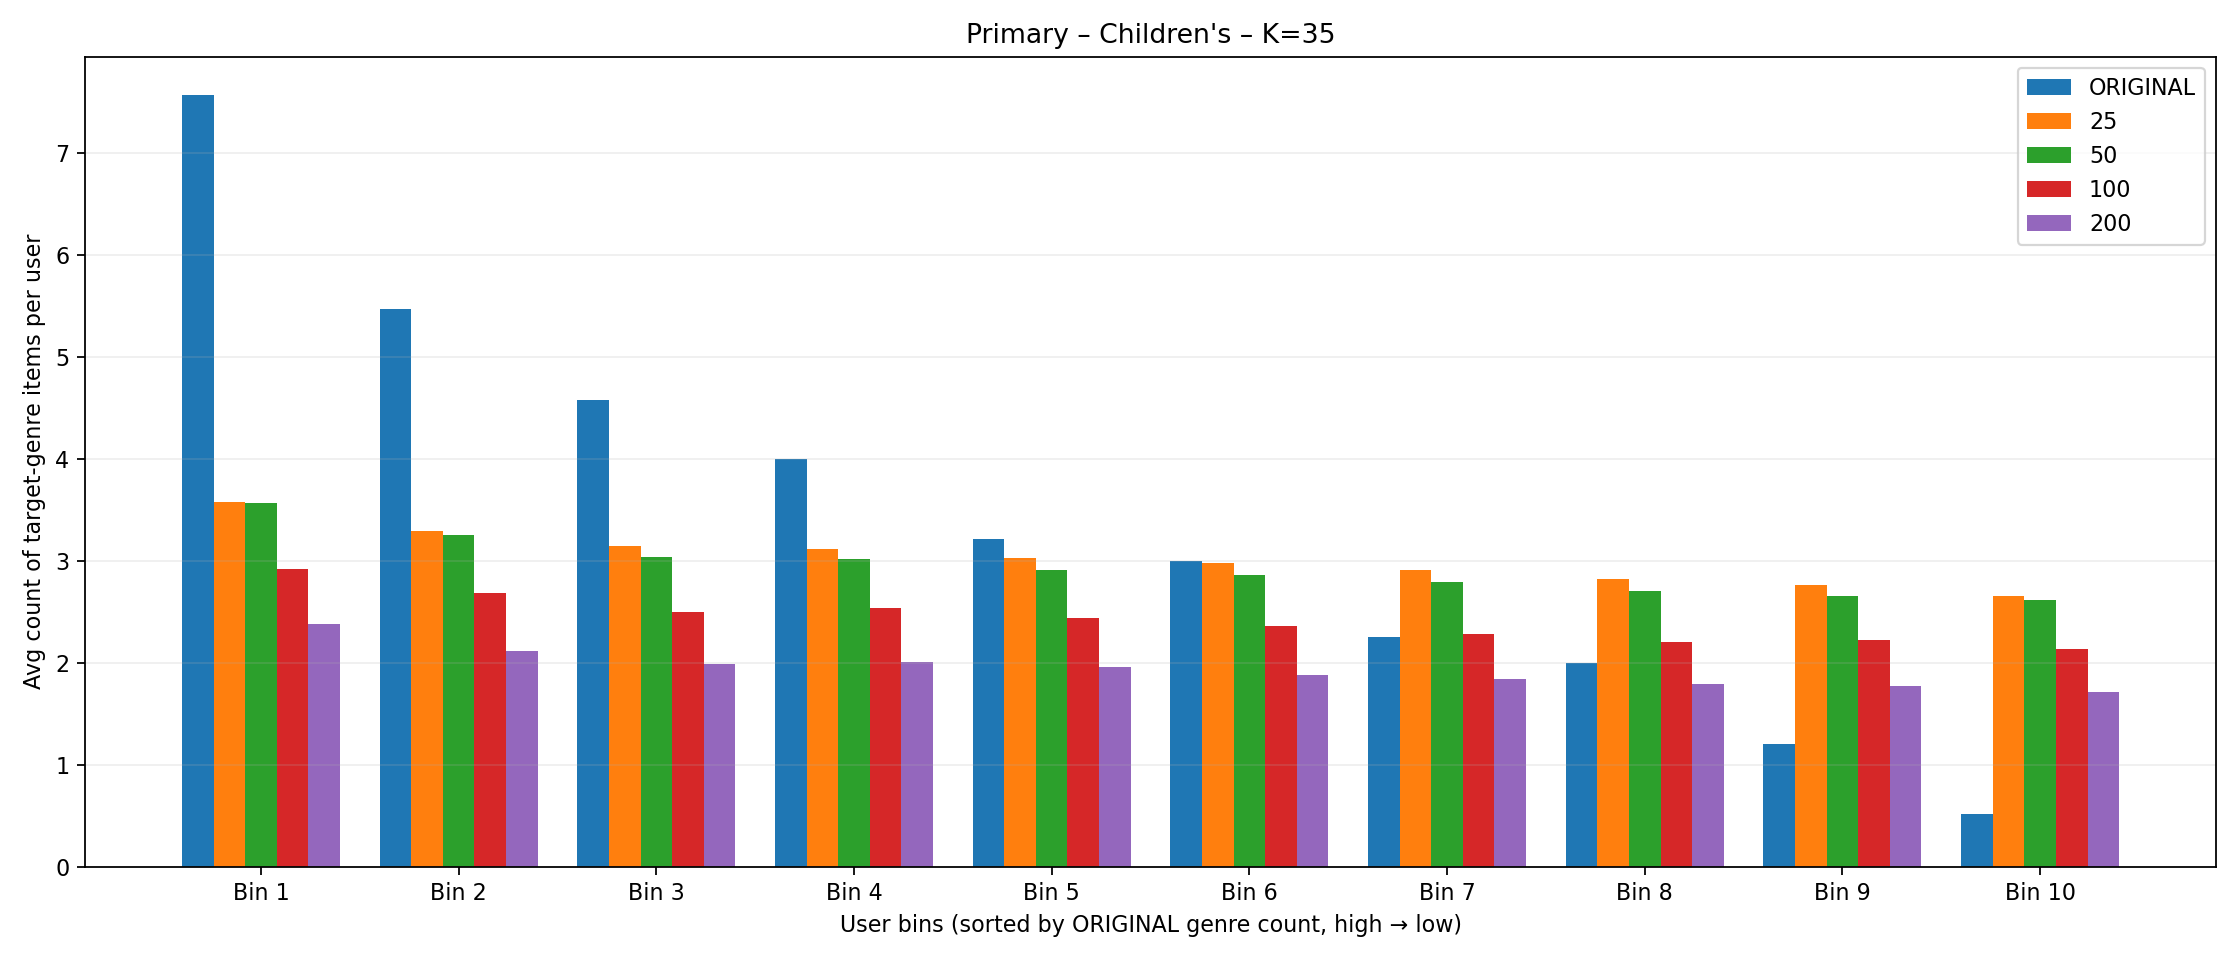 Primary – Children's – K=35
ORIGINAL
25
50
100
200
Avg count of target-genre items per user
7
6
5
4
3
2
1
0
Bin 1 Bin 2 Bin 3 Bin 4 Bin 5 Bin 6 Bin 7 Bin 8 Bin 9 Bin 10
User bins (sorted by ORIGINAL genre count, high → low)